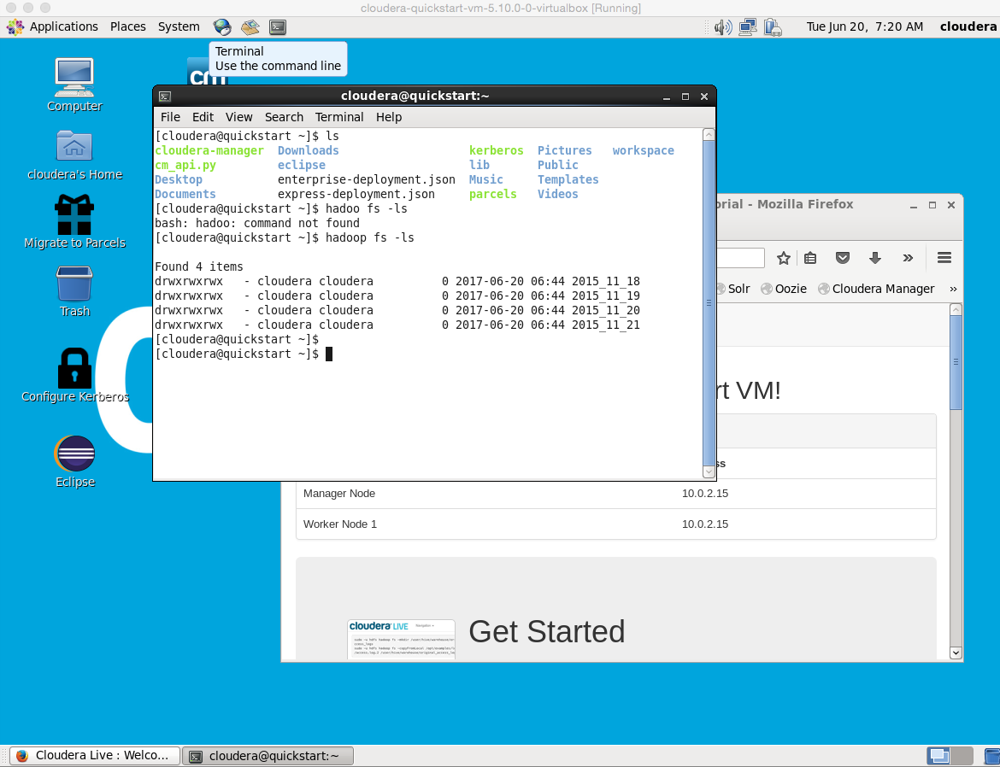 cloudera-quickstart-vm-5.10.0-0-virtualbox [Running]
Applications Places System Tue Jun 20, 7:20 AM cloudera
Terminal
Use the command line
cm
Computer
cloudera's Home
Migrate to Parcels
Trash
Configure Kerberos
Eclipse
cloudera@quickstart:~
File Edit View Search Terminal Help
[cloudera@quickstart ~]$ ls
cloudera-manager Downloads kerberos Pictures workspace
cm_api.py eclipse lib Public
Desktop enterprise-deployment.json Music Templates
Documents express-deployment.json parcels Videos
[cloudera@quickstart ~]$ hadoo fs -ls
bash: hadoo: command not found
[cloudera@quickstart ~]$ hadoop fs -ls
Found 4 items
drwxrwxrwx - cloudera cloudera 0 2017-06-20 06:44 2015_11_18
drwxrwxrwx - cloudera cloudera 0 2017-06-20 06:44 2015_11_19
drwxrwxrwx - cloudera cloudera 0 2017-06-20 06:44 2015_11_20
drwxrwxrwx - cloudera cloudera 0 2017-06-20 06:44 2015_11_21
[cloudera@quickstart ~]$
[cloudera@quickstart ~]$
orial - Mozilla Firefox
Solr Oozie Cloudera Manager »
rt VM!
ss
Manager Node 10.0.2.15
Worker Node 1 10.0.2.15
cloudera LIVE Navigation
Get Started
Cloudera Live : Welco... cloudera@quickstart:~